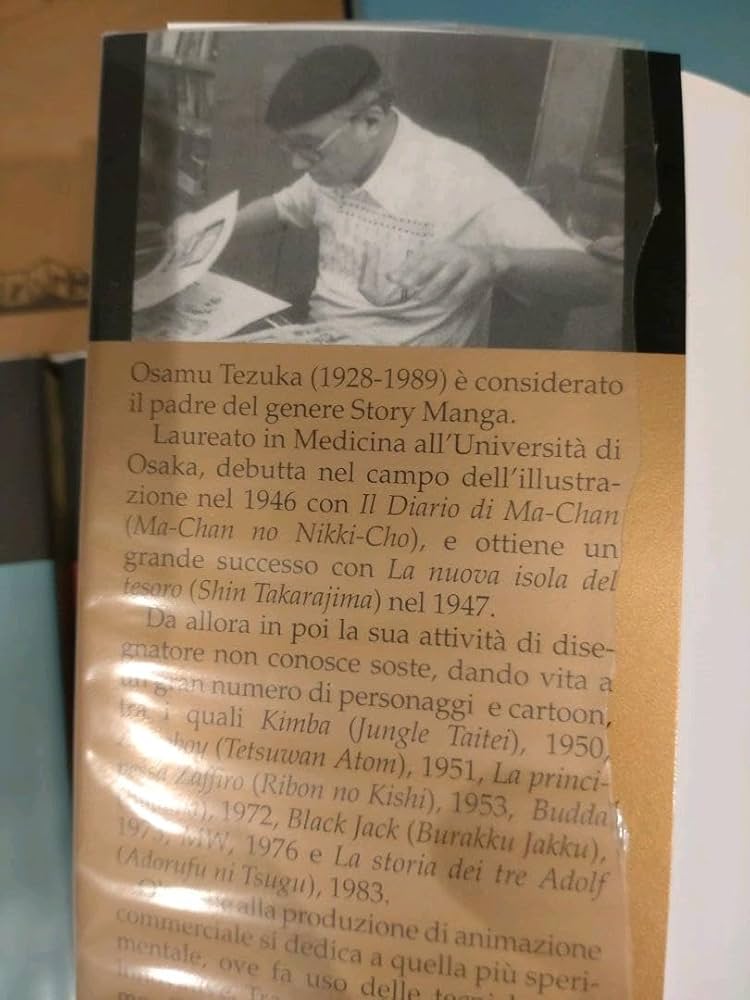 Osamu Tezuka (1928-1989) è considerato
il padre del genere Story Manga.
Laureato in Medicina all'Università di
Osaka, debutta nel campo dell'illustra-
zione nel 1946 con Il Diario di Ma-Chan
(Ma-Chan no Nikki-Cho), e ottiene un
grande successo con La nuova isola del
tesoro (Shin Takarajima) nel 1947.
Da allora in poi la sua attività di dise-
gnatore non conosce soste, dando vita a
un gran numero di personaggi e cartoon,
tra i quali Kimba (Jungle Taitei), 1950,
(Tetsuwan Atom), 1951, La princi-
pessa Zaffiro (Ribon no Kishi), 1953, Budda
1972, Black Jack (Burakku Jakku),
MW, 1976 e La storia dei tre Adolf
(Adorufu ni Tsugu), 1983.
alla produzione di animazione
commerciale si dedica a quella più speri-
mentale, ove fa uso delle